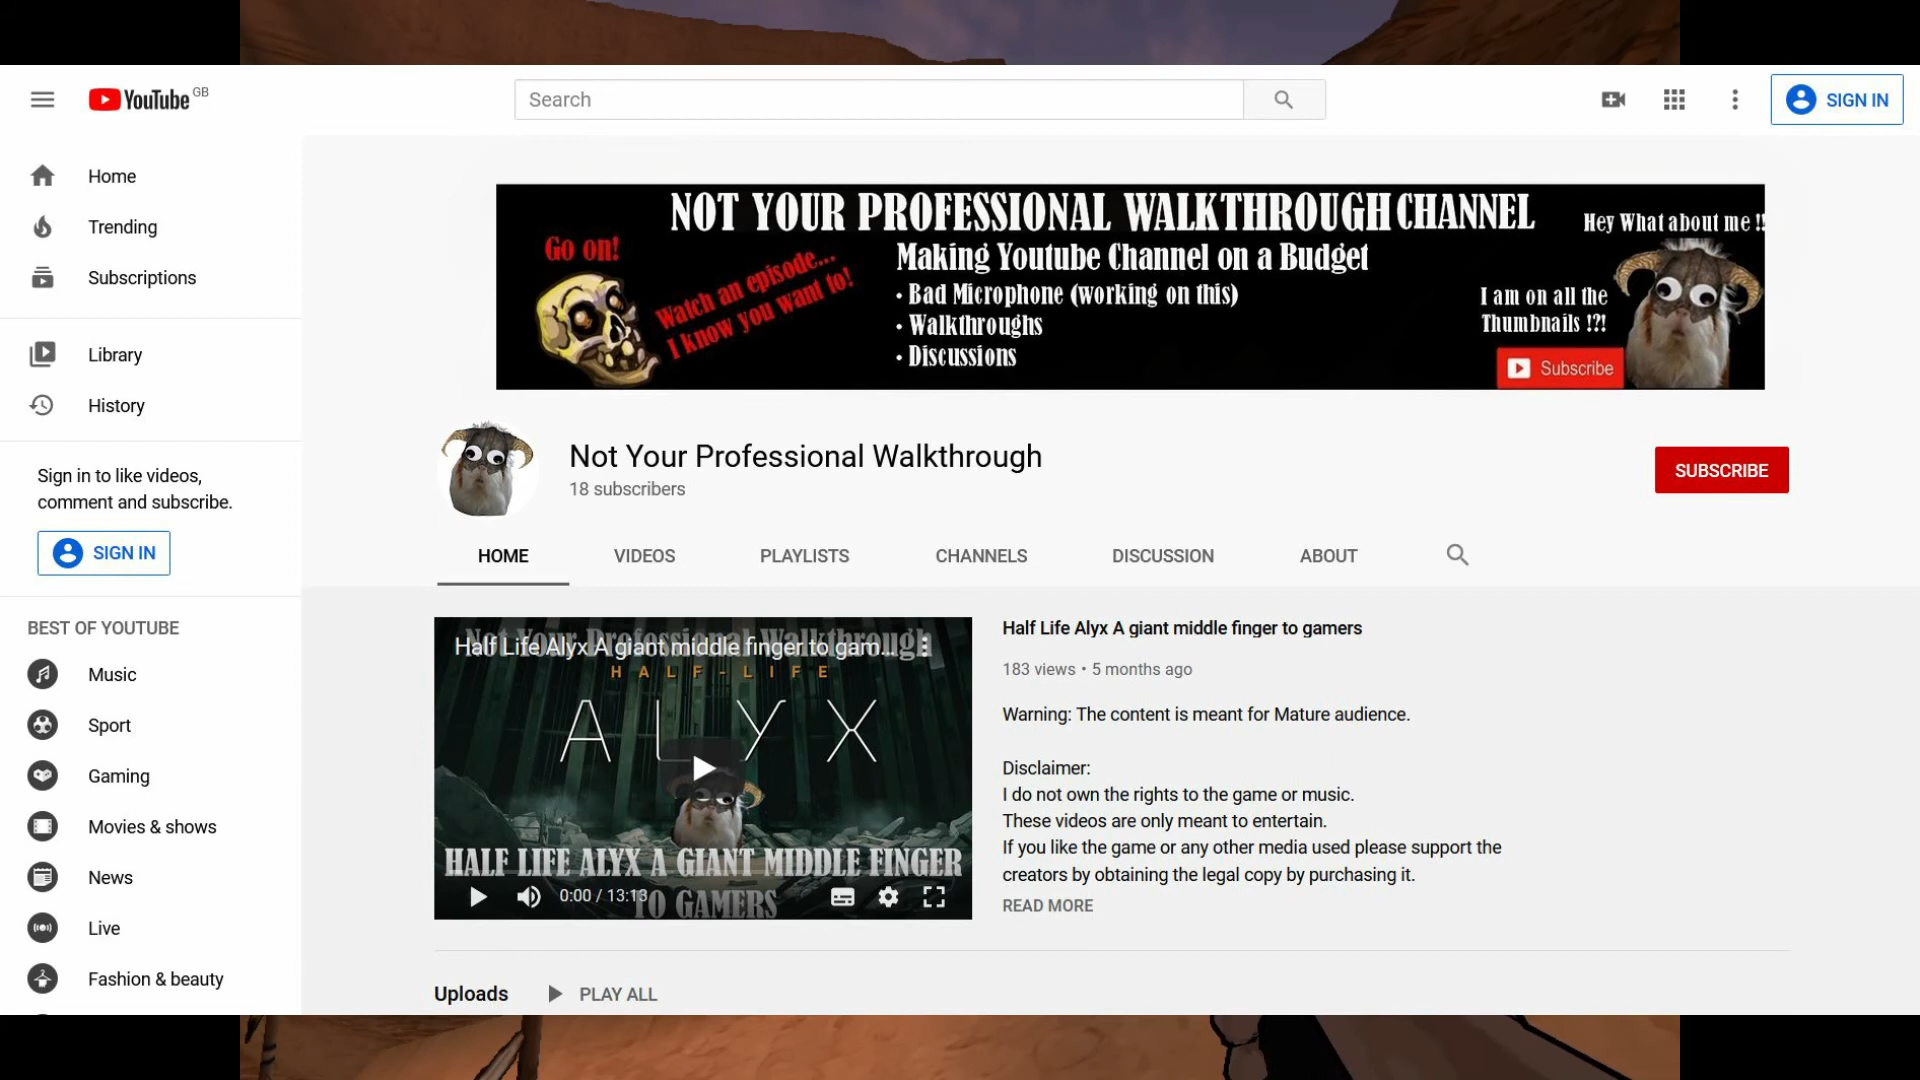 YouTube GB
Search
SIGN IN
Home
Trending
Subscriptions
Library
History
Sign in to like videos,
comment and subscribe.
SIGN IN
BEST OF YOUTUBE
Music
Sport
Gaming
Movies & shows
News
Live
Fashion & beauty
NOT YOUR PROFESSIONAL WALKTHROUGH CHANNEL
Hey What about me !!
Go on!
Watch an episode...
I know you want to!
Making Youtube Channel on a Budget
• Bad Microphone (working on this)
• Walkthroughs
• Discussions
I am on all the
Thumbnails !?!
Subscribe
Not Your Professional Walkthrough
18 subscribers
SUBSCRIBE
HOME
VIDEOS
PLAYLISTS
CHANNELS
DISCUSSION
ABOUT
Not Your Professional Walkthrough
Half Life Alyx A giant middle finger to gam...
HALF-LIFE
ALYX
HALF LIFE ALYX A GIANT MIDDLE FINGER
TO GAMERS
0:00 / 13:13
Half Life Alyx A giant middle finger to gamers
183 views • 5 months ago
Warning: The content is meant for Mature audience.
Disclaimer:
I do not own the rights to the game or music.
These videos are only meant to entertain.
If you like the game or any other media used please support the
creators by obtaining the legal copy by purchasing it.
READ MORE
Uploads
PLAY ALL